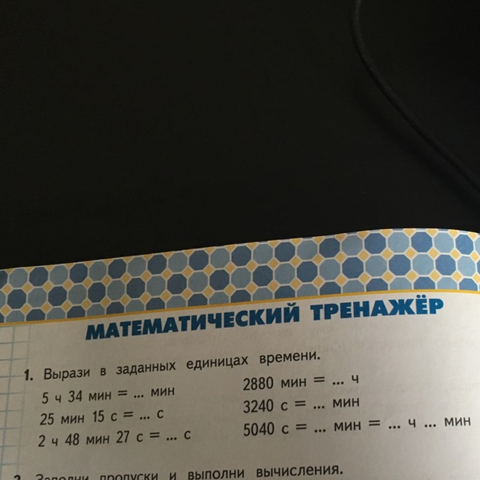 МАТЕМАТИЧЕСКИЙ ТРЕНАЖЁР
1. Вырази в заданных единицах времени.
5 ч 34 мин = ... мин
25 мин 15 с = ... с
2 ч 48 мин 27 с = ... с
2880 мин = ... ч
3240 с = ... мин
5040 с = ... мин = ... ч ... мин
2. Заполни пропуски и выполни вычисления.